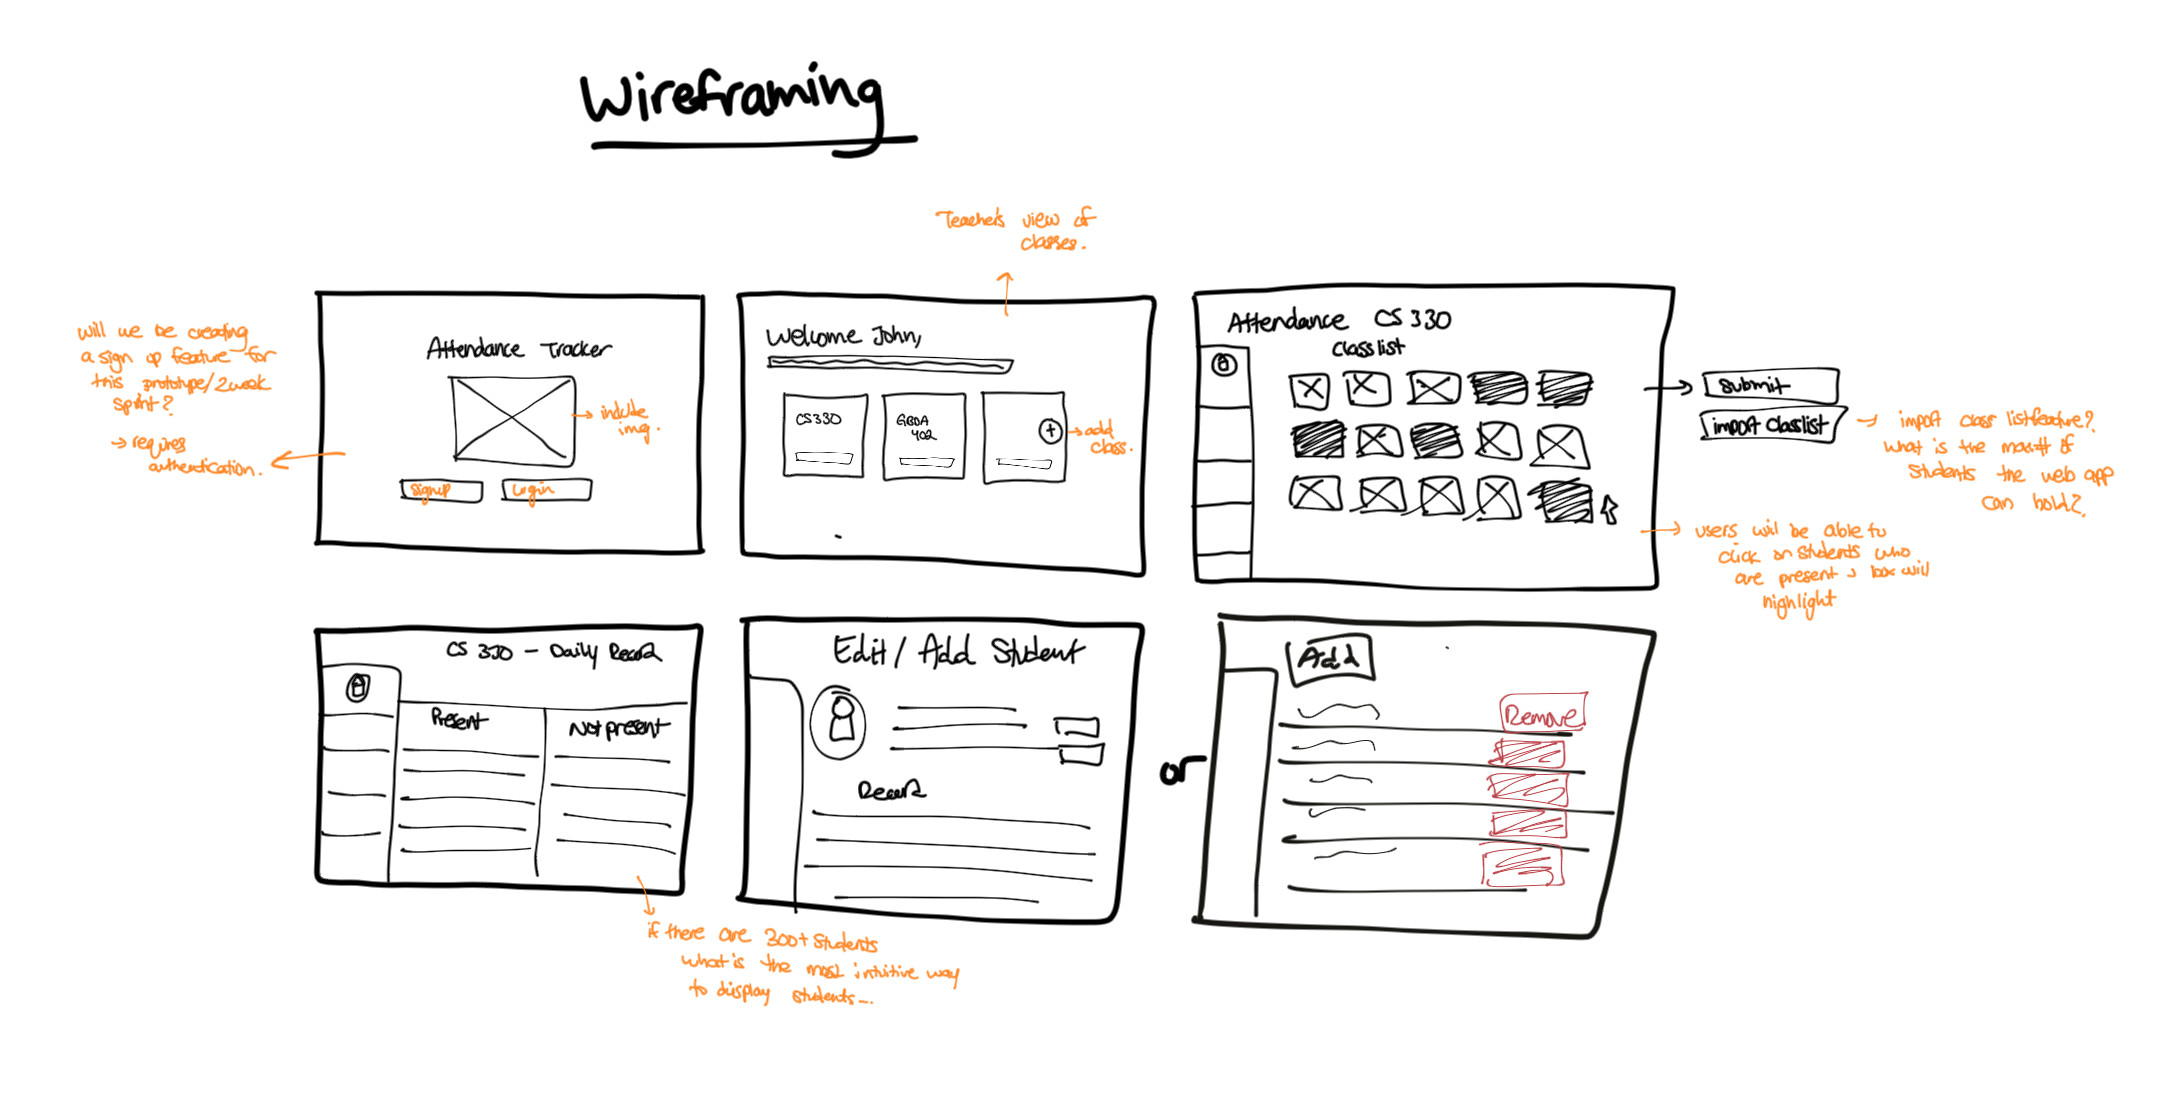 Wireframing
Teacher's view of
classes.
will we be creating
a sign up feature for
this prototype/2week
sprint?
→ requires
authentication.
Attendance Tracker
include
img.
Signup
Login
Welcome John,
CS330
GBDA
402
+
add
class.
Attendance CS 330
Classlist
submit
import classlist
import class list feature?
what is the max # of
students the web app
can hold?
users will be able to
click on students who
are present → box will
highlight
CS 330 - Daily Record
Present
Not present
if there are 300+ students
what is the most intuitive way
to display students...
Edit/Add Student
Record
or
Add
Remove